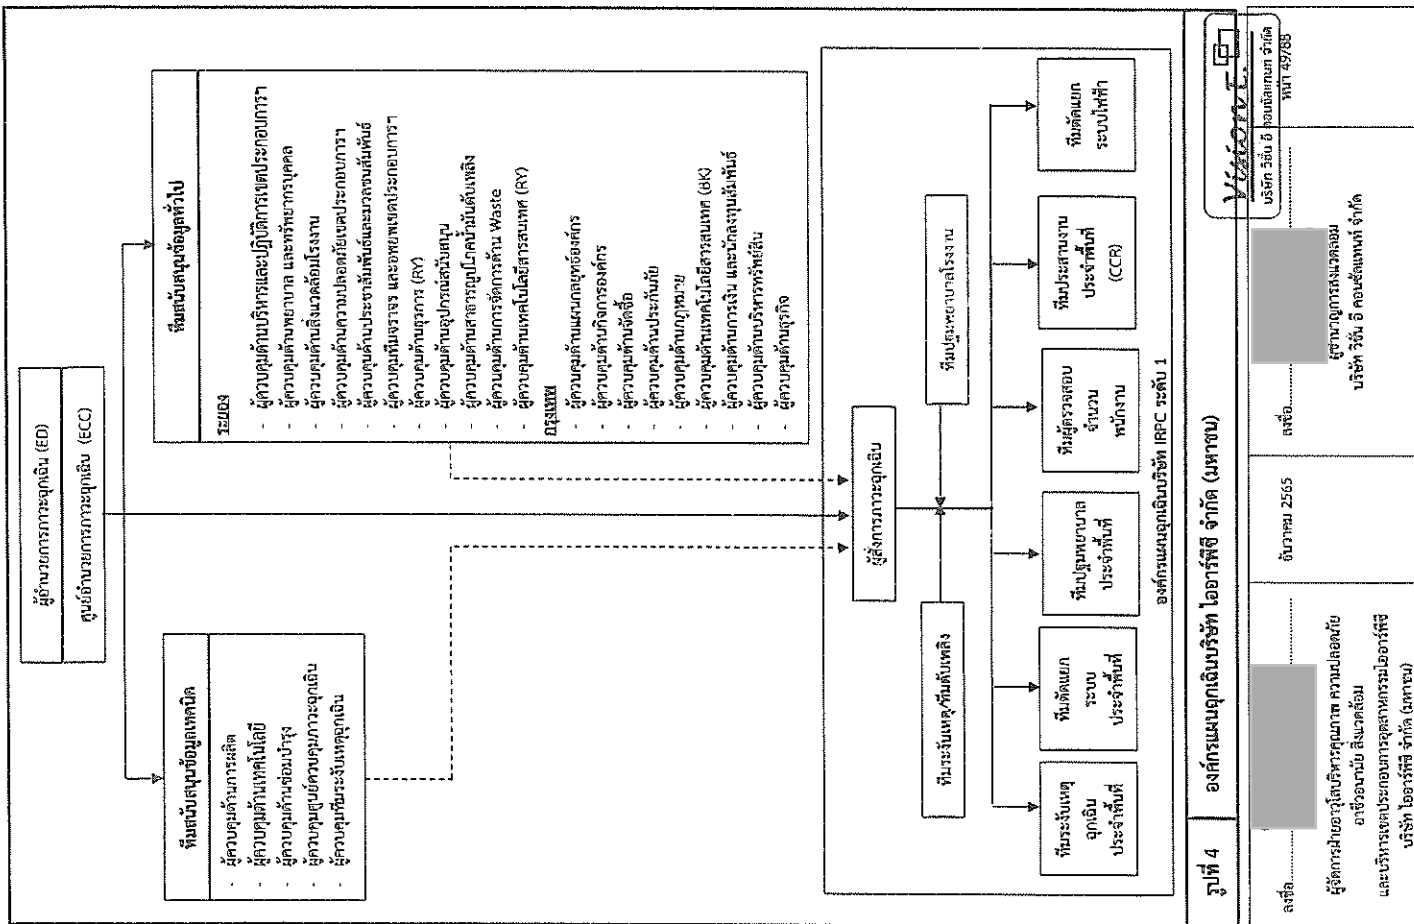 ผู้อำนวยการภาวะฉุกเฉิน (ED)
ศูนย์อำนวยการภาวะฉุกเฉิน (ECC)
ทีมสนับสนุนข้อมูลเทคนิค
- ผู้ควบคุมด้านการผลิต
- ผู้ควบคุมด้านเทคโนโลยี
- ผู้ควบคุมด้านซ่อมบำรุง
- ผู้ควบคุมศูนย์ควบคุมภาวะฉุกเฉิน
- ผู้ควบคุมทีมระงับเหตุฉุกเฉิน
ทีมสนับสนุนข้อมูลทั่วไป
ระยอง
- ผู้ควบคุมด้านบริหารและปฏิบัติการเขตประกอบการฯ
- ผู้ควบคุมด้านพยาบาล และทรัพยากรบุคคล
- ผู้ควบคุมด้านสิ่งแวดล้อมโรงงาน
- ผู้ควบคุมด้านความปลอดภัยเขตประกอบการฯ
- ผู้ควบคุมด้านประชาสัมพันธ์และมวลชนสัมพันธ์
- ผู้ควบคุมทีมจราจร และอพยพเขตประกอบการฯ
- ผู้ควบคุมด้านธุรการ (RY)
- ผู้ควบคุมด้านอุปกรณ์สนับสนุน
- ผู้ควบคุมด้านสาธารณูปโภคน้ำมันดับเพลิง
- ผู้ควบคุมด้านการจัดการด้าน Waste
- ผู้ควบคุมด้านเทคโนโลยีสารสนเทศ (RY)
กรุงเทพ
- ผู้ควบคุมด้านแผนกลยุทธ์องค์กร
- ผู้ควบคุมด้านกิจการองค์กร
- ผู้ควบคุมด้านจัดซื้อ
- ผู้ควบคุมด้านประกันภัย
- ผู้ควบคุมด้านกฎหมาย
- ผู้ควบคุมด้านเทคโนโลยีสารสนเทศ (BK)
- ผู้ควบคุมด้านการเงิน และนักลงทุนสัมพันธ์
- ผู้ควบคุมด้านบริหารทรัพย์สิน
- ผู้ควบคุมด้านธุรกิจ
ผู้สั่งการภาวะฉุกเฉิน
ทีมระงับเหตุ/ทีมดับเพลิง
ทีมปฐมพยาบาลโรงงาน
ทีมระงับเหตุ
ฉุกเฉิน
ประจำพื้นที่
ทีมตัดแยก
ระบบ
ประจำพื้นที่
ทีมปฐมพยาบาล
ประจำพื้นที่
ทีมผู้ตรวจสอบ
จำนวน
พนักงาน
ทีมประสานงาน
ประจำพื้นที่
(CCR)
ทีมตัดแยก
ระบบไฟฟ้า
องค์กรแผนฉุกเฉินบริษัท IRPC ระดับ 1
รูปที่ 4
องค์กรแผนฉุกเฉินบริษัท ไออาร์พีซี จำกัด (มหาชน)
ลงชื่อ
ผู้จัดการฝ่ายอาวุโสบริหารคุณภาพ ความปลอดภัย
อาชีวอนามัย สิ่งแวดล้อม
และบริหารเขตประกอบการอุตสาหกรรมไออาร์พีซี
บริษัท ไออาร์พีซี จำกัด (มหาชน)
ธันวาคม 2565
ลงชื่อ
ผู้ชำนาญการสิ่งแวดล้อม
บริษัท วิชั่น อี คอนซัลแทนท์ จำกัด
Vision E.
บริษัท วิชั่น อี คอนซัลแทนท์ จำกัด
หน้า 49/88